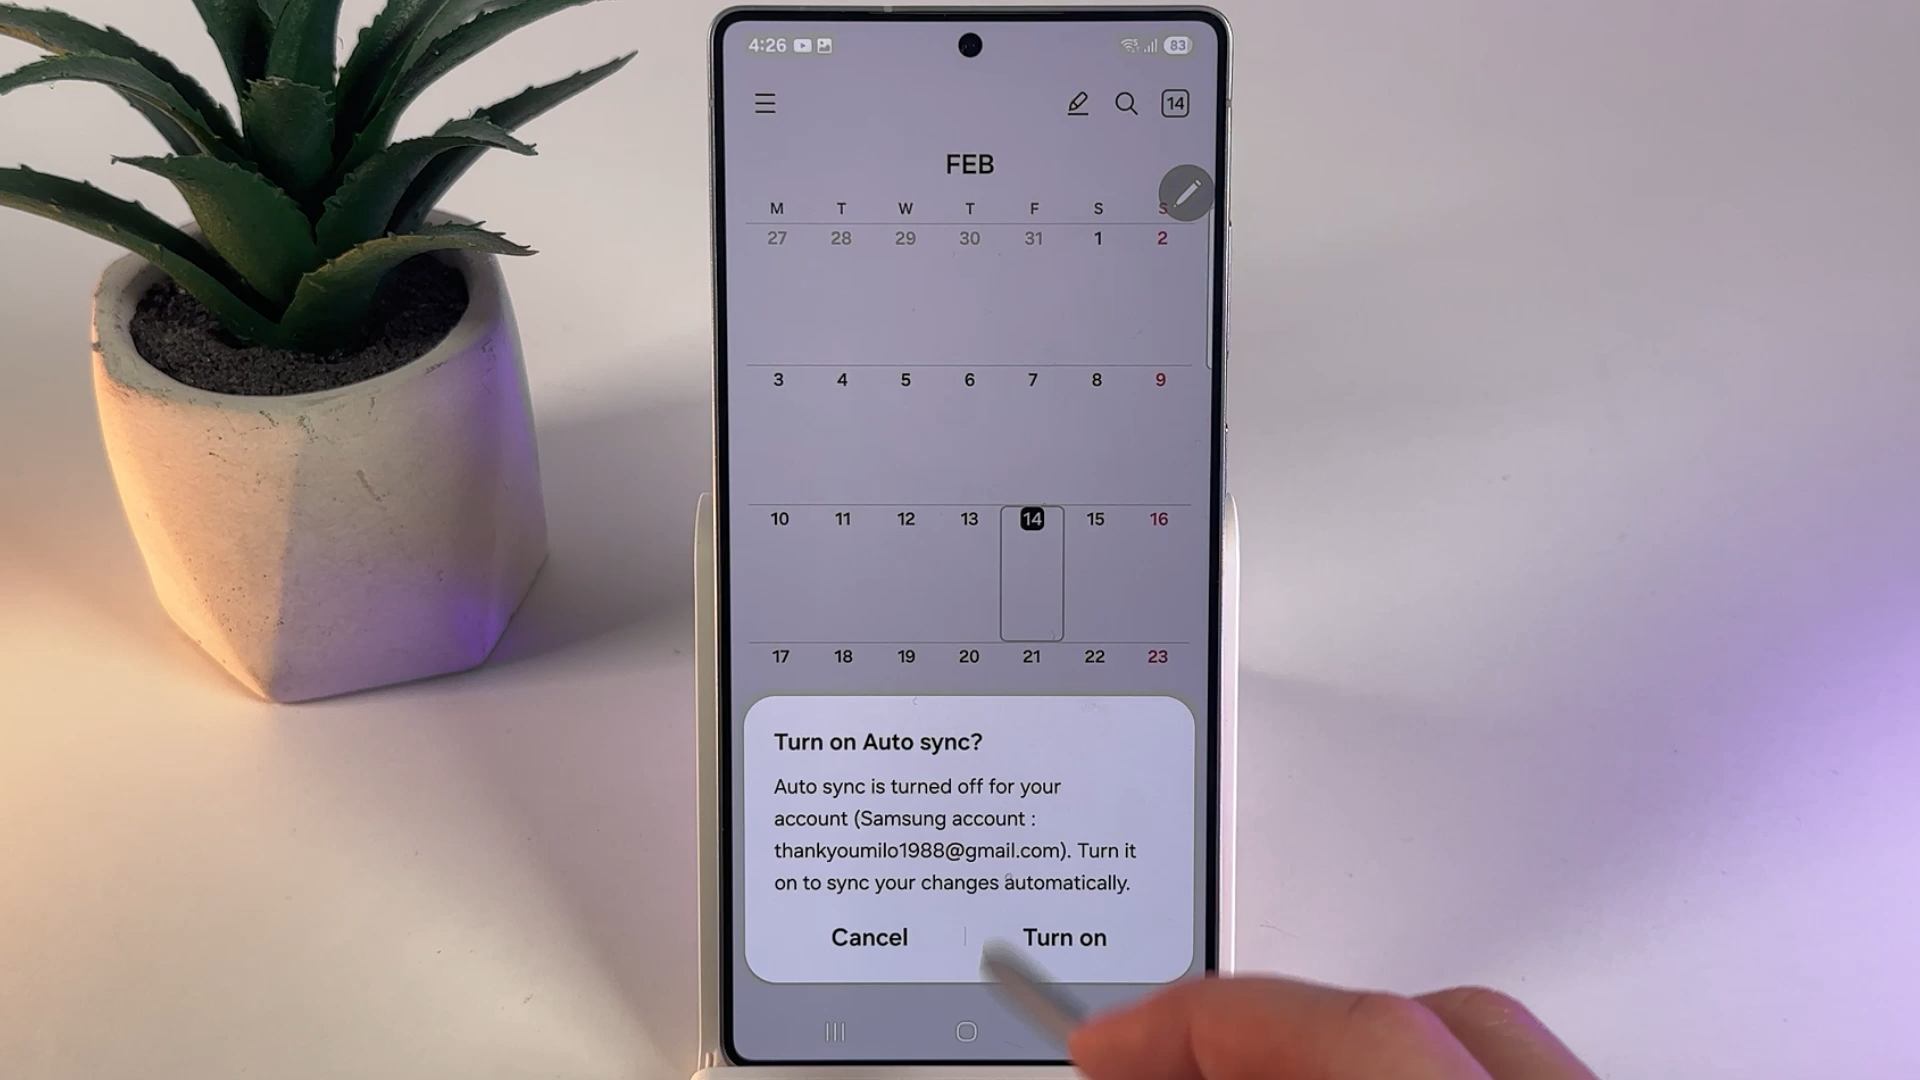 4:26 83
14
FEB
M T W T F S S
27 28 29 30 31 1 2
3 4 5 6 7 8 9
10 11 12 13 14 15 16
17 18 19 20 21 22 23
Turn on Auto sync?
Auto sync is turned off for your
account (Samsung account :
thankyoumilo1988@gmail.com). Turn it
on to sync your changes automatically.
Cancel Turn on